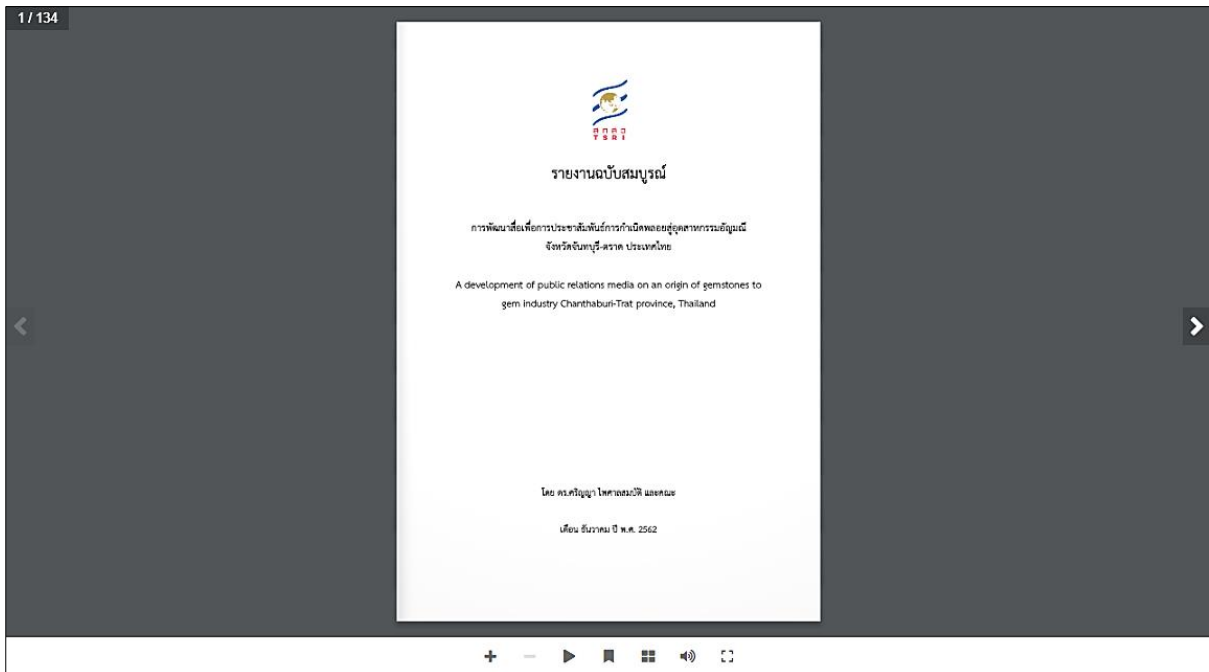 1 / 134
สกสว
TSRI
รายงานฉบับสมบูรณ์
การพัฒนาสื่อเพื่อการประชาสัมพันธ์การกำเนิดพลอยสู่อุตสาหกรรมอัญมณี
จังหวัดจันทบุรี-ตราด ประเทศไทย
A development of public relations media on an origin of gemstones to
gem industry Chanthaburi-Trat province, Thailand
โดย ดร.ศรัญญา ไพศาลสมบัติ และคณะ
เดือน ธันวาคม ปี พ.ศ. 2562